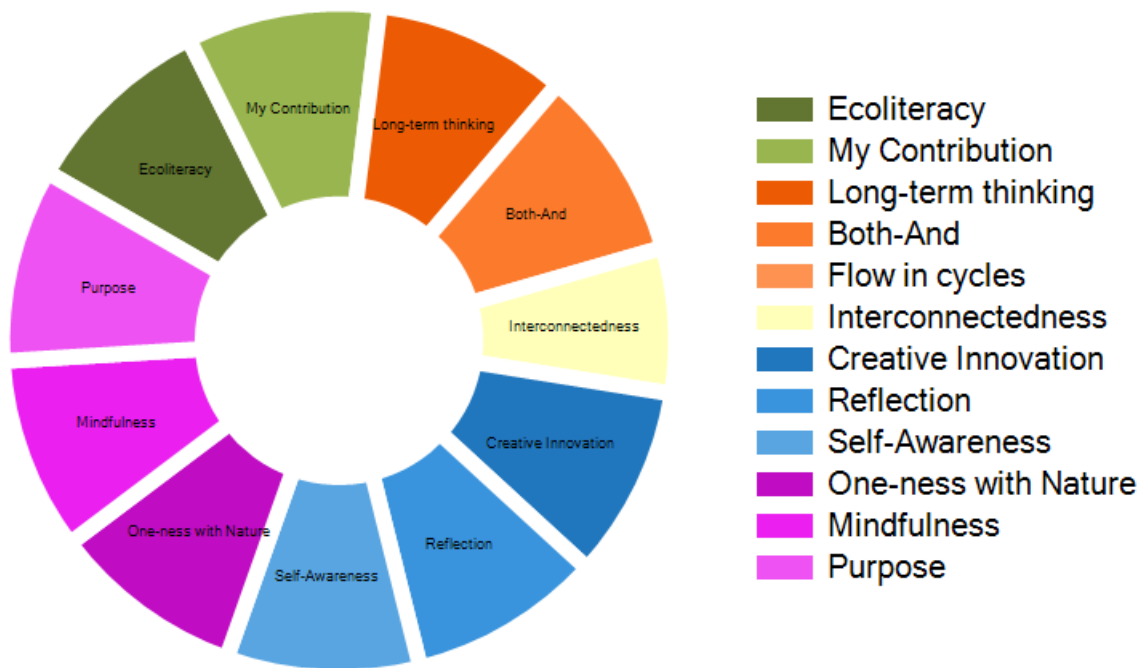 My Contribution
Long-term thinking
Ecoliteracy
Both-And
Purpose
Interconnectedness
Mindfulness
Creative Innovation
One-ness with Nature
Reflection
Self-Awareness
Ecoliteracy
My Contribution
Long-term thinking
Both-And
Flow in cycles
Interconnectedness
Creative Innovation
Reflection
Self-Awareness
One-ness with Nature
Mindfulness
Purpose